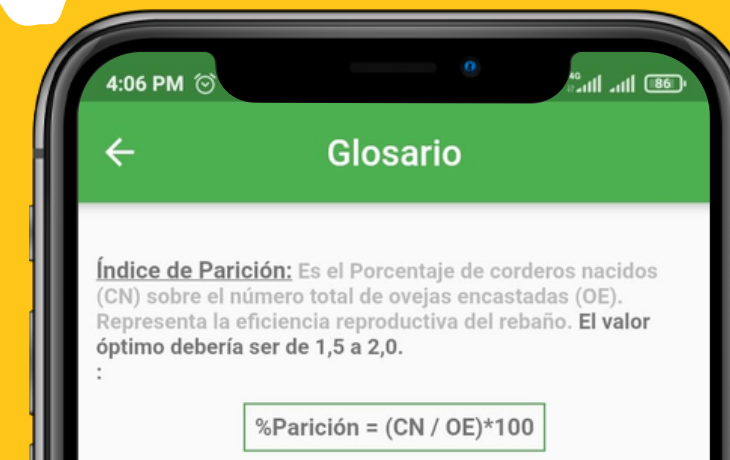 4:06 PM
4G
86
Glosario
Índice de Parición: Es el Porcentaje de corderos nacidos
(CN) sobre el número total de ovejas encastadas (OE).
Representa la eficiencia reproductiva del rebaño. El valor
óptimo debería ser de 1,5 a 2,0.
:
%Parición = (CN / OE)*100